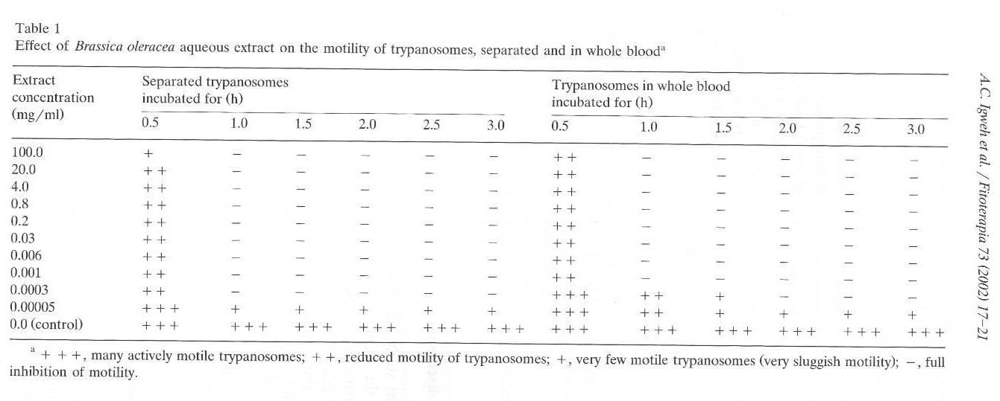 Table 1
Effect of Brassica oleracea aqueous extract on the motility of trypanosomes, separated and in whole bloodᵃ
Extract concentration (mg/ml) Separated trypanosomes incubated for (h) Trypanosomes in whole blood incubated for (h)
0.5 1.0 1.5 2.0 2.5 3.0 0.5 1.0 1.5 2.0 2.5 3.0
100.0 + − − − − − ++ − − − − −
20.0 ++ − − − − − ++ − − − − −
4.0 ++ − − − − − ++ − − − − −
0.8 ++ − − − − − ++ − − − − −
0.2 ++ − − − − − ++ − − − − −
0.03 ++ − − − − − ++ − − − − −
0.006 ++ − − − − − ++ − − − − −
0.001 ++ − − − − − ++ − − − − −
0.0003 ++ − − − − − +++ ++ + − − −
0.00005 +++ + + + + + +++ ++ + + + +
0.0 (control) +++ +++ +++ +++ +++ +++ +++ +++ +++ +++ +++ +++
ᵃ + + +, many actively motile trypanosomes; + +, reduced motility of trypanosomes; +, very few motile trypanosomes (very sluggish motility); −, full
inhibition of motility.
A.C. Igweh et al. / Fitoterapia 73 (2002) 17–21